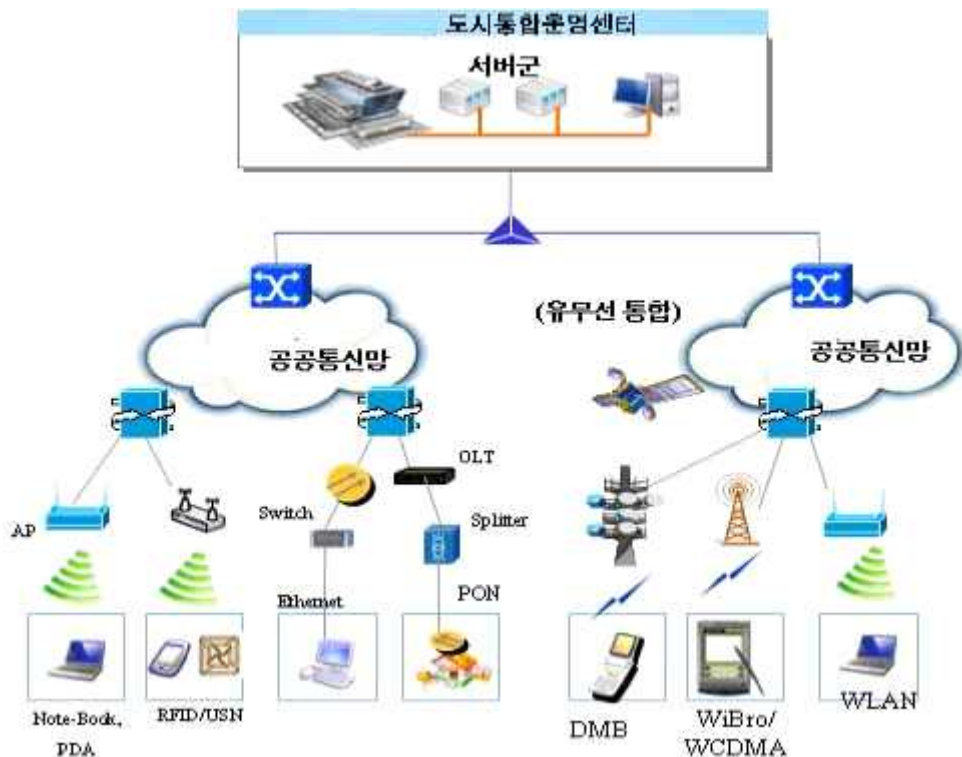 도시통합운영센터
서버군
(유무선 통합)
공공통신망
공공통신망
OLT
AP
Switch
Splitter
Ethernet
PON
Note-Book,
PDA
RFID/USN
DMB
WiBro/
WCDMA
WLAN